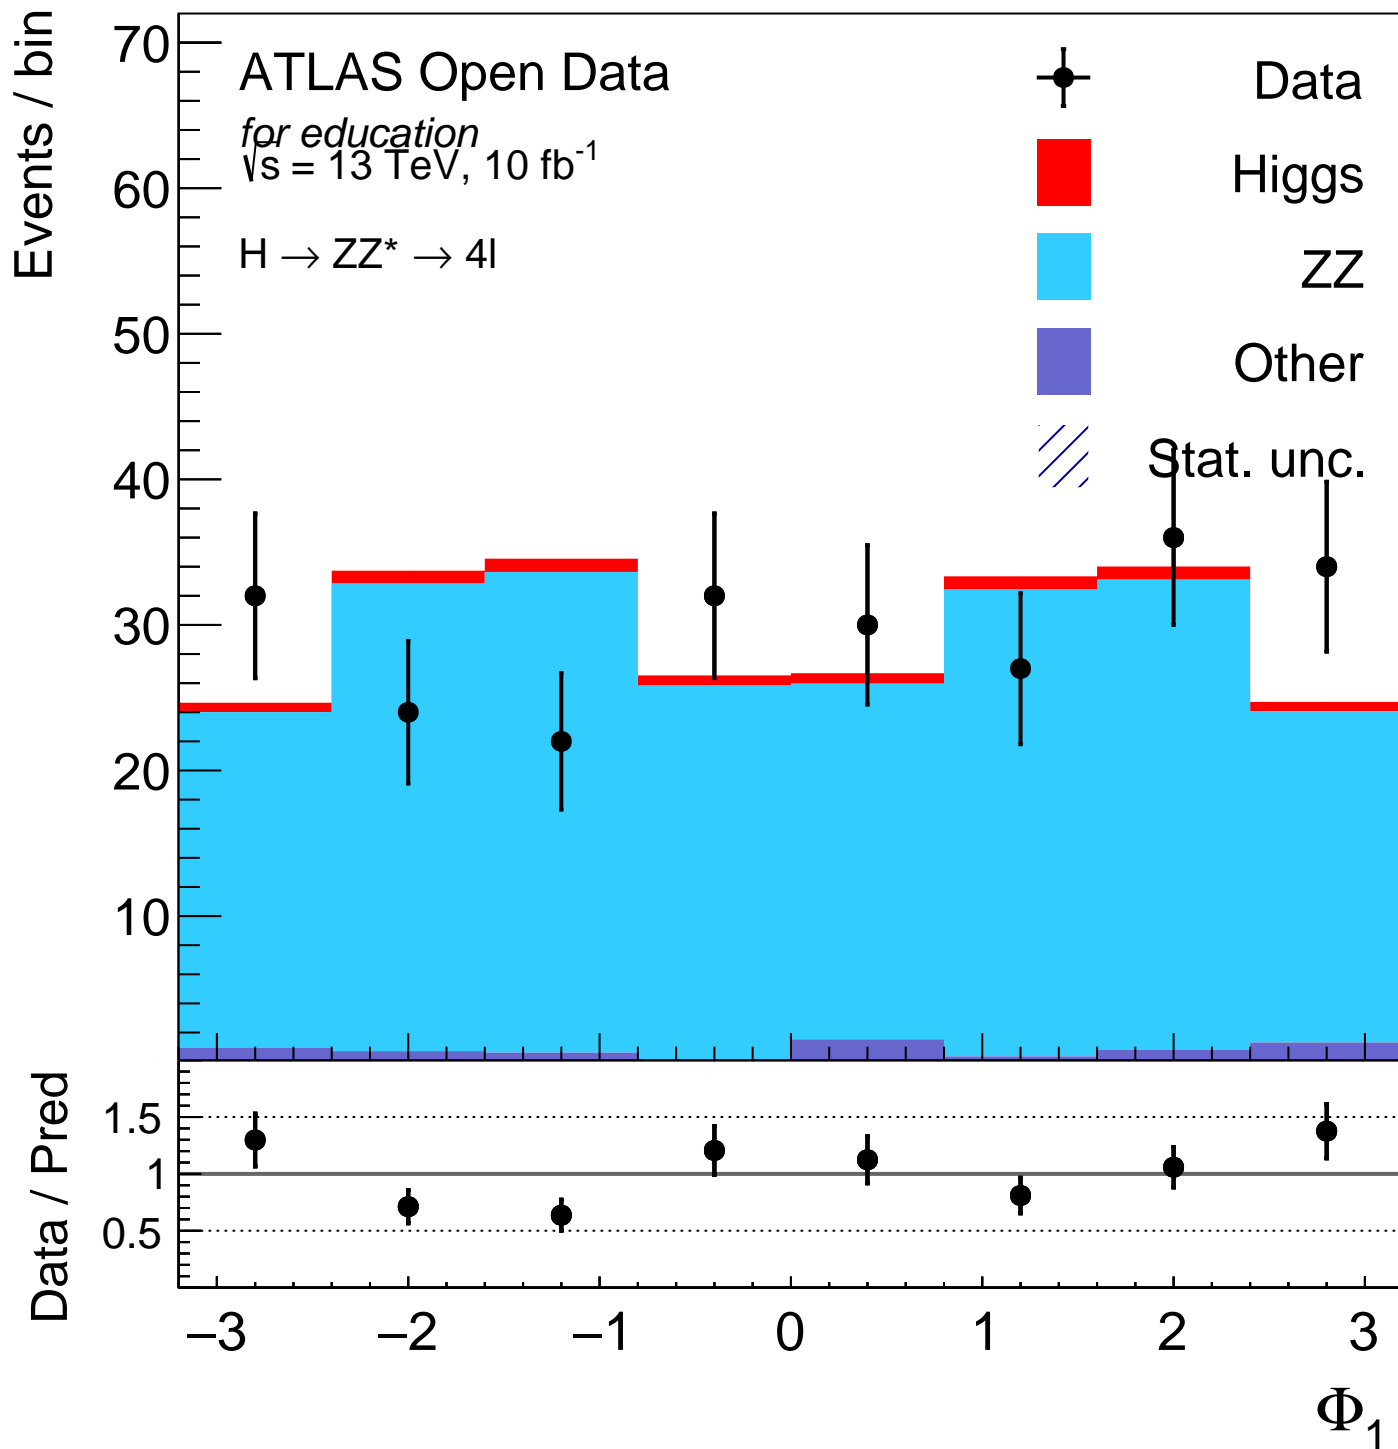 Events / bin
70
60
50
40
30
20
10
ATLAS Open Data
for education
√s = 13 TeV, 10 fb⁻¹
H → ZZ* → 4l
Data
Higgs
ZZ
Other
Stat. unc.
Data / Pred
1.5
1
0.5
−3 −2 −1 0 1 2 3
Φ₁